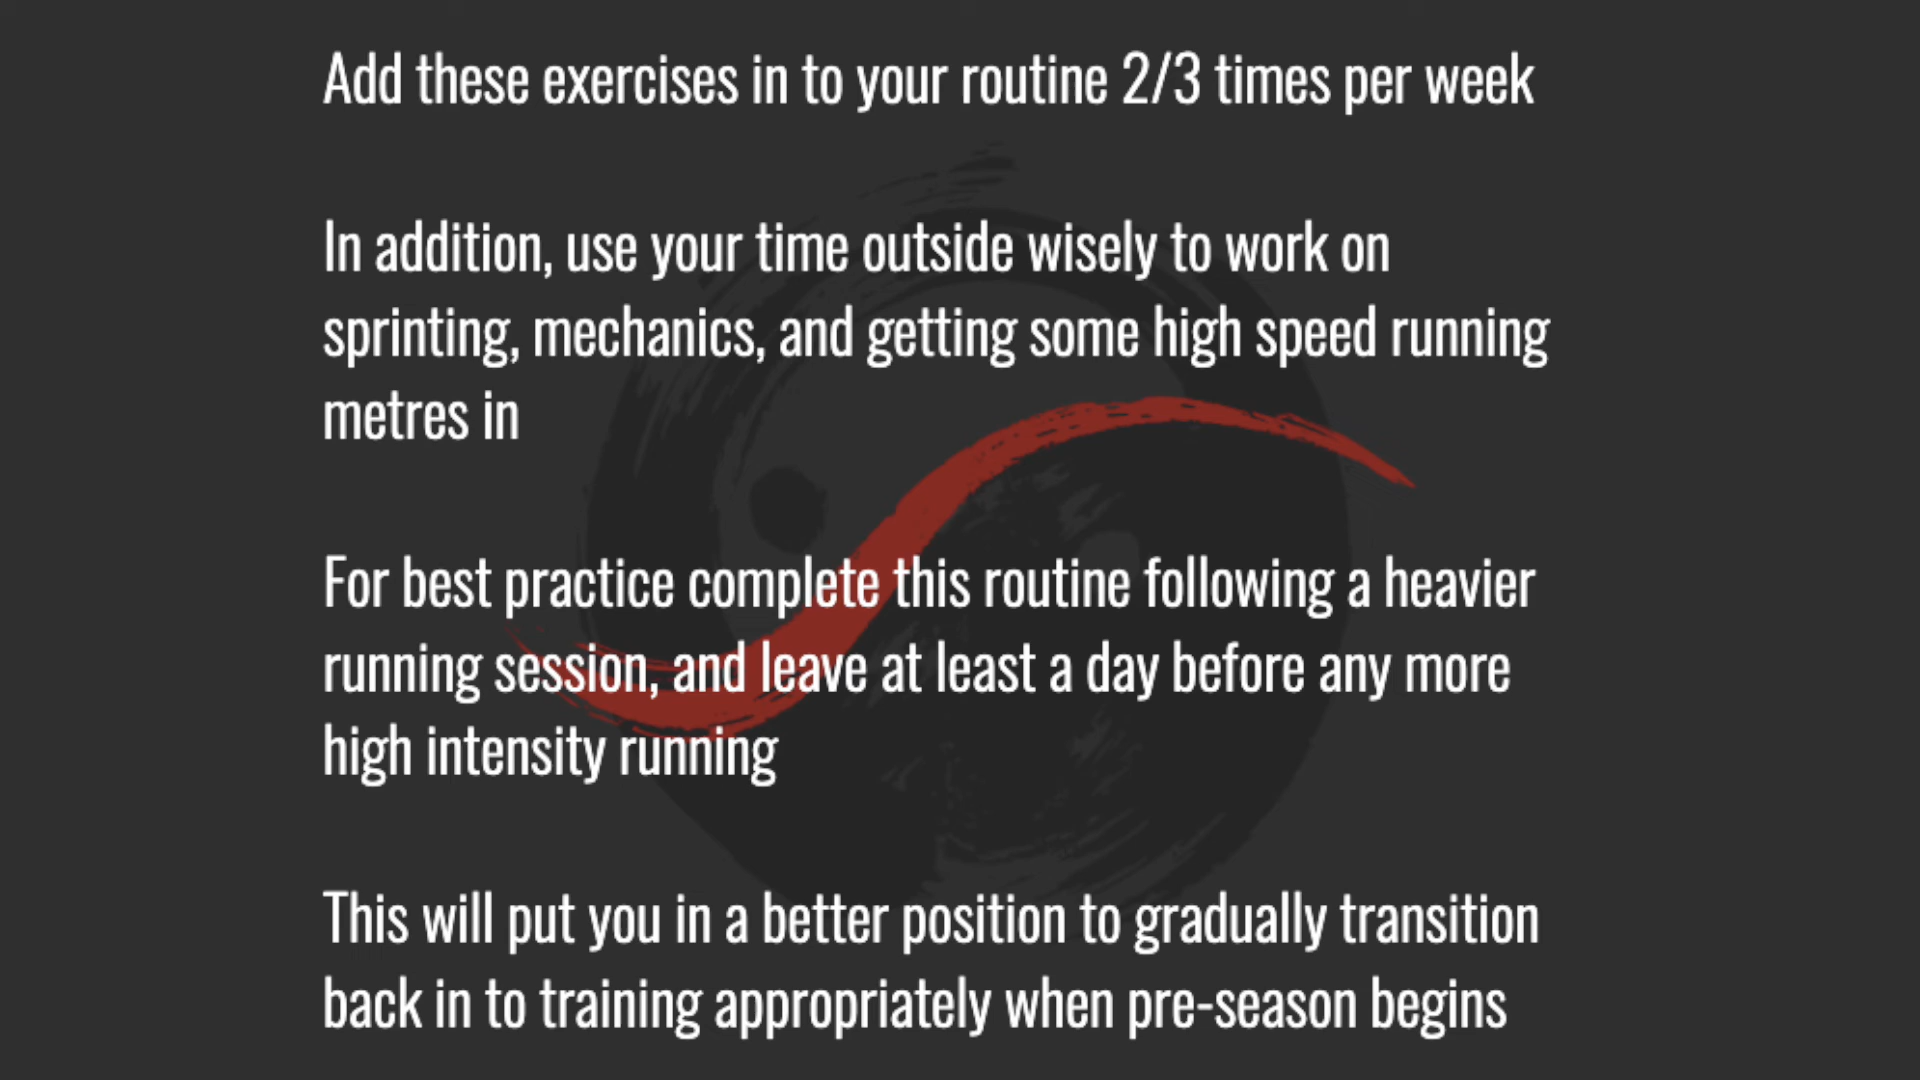 Add these exercises in to your routine 2/3 times per week
In addition, use your time outside wisely to work on
sprinting, mechanics, and getting some high speed running
metres in
For best practice complete this routine following a heavier
running session, and leave at least a day before any more
high intensity running
This will put you in a better position to gradually transition
back in to training appropriately when pre-season begins